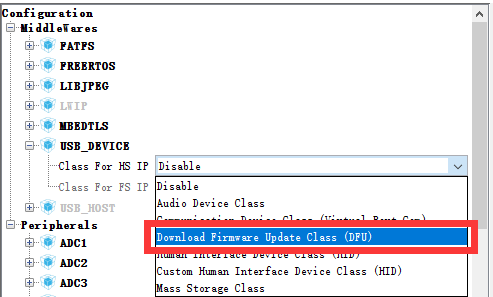 Configuration
MiddleWares
FATFS
FREERTOS
LIBJPEG
LWIP
MBEDTLS
USB_DEVICE
Class For HS IP Disable
Class For FS IP Disable
USB_HOST Audio Device Class
Communication Device Class (Virtual Port Com)
Peripherals Download Firmware Update Class (DFU)
ADC1 Human Interface Device Class (HID)
ADC2 Custom Human Interface Device Class (HID)
ADC3 Mass Storage Class